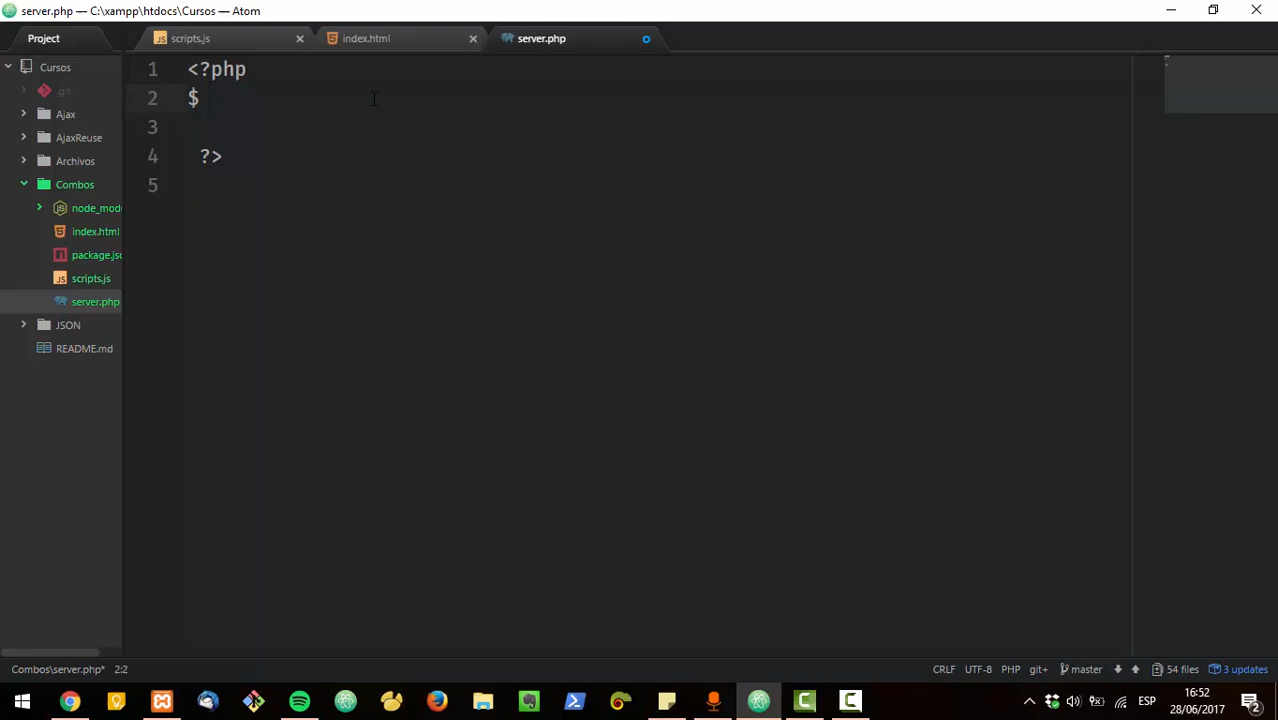 server.php — C:\xampp\htdocs\Cursos — Atom
Project
scripts.js
index.html
server.php
Cursos
.git
Ajax
AjaxReuse
Archivos
Combos
node_mod
index.html
package.js
scripts.js
server.php
JSON
README.md
1 <?php
2 $
3
4 ?>
5
Combos\server.php* 2:2
CRLF UTF-8 PHP git+ master 54 files 3 updates
ESP
16:52
28/06/2017
2